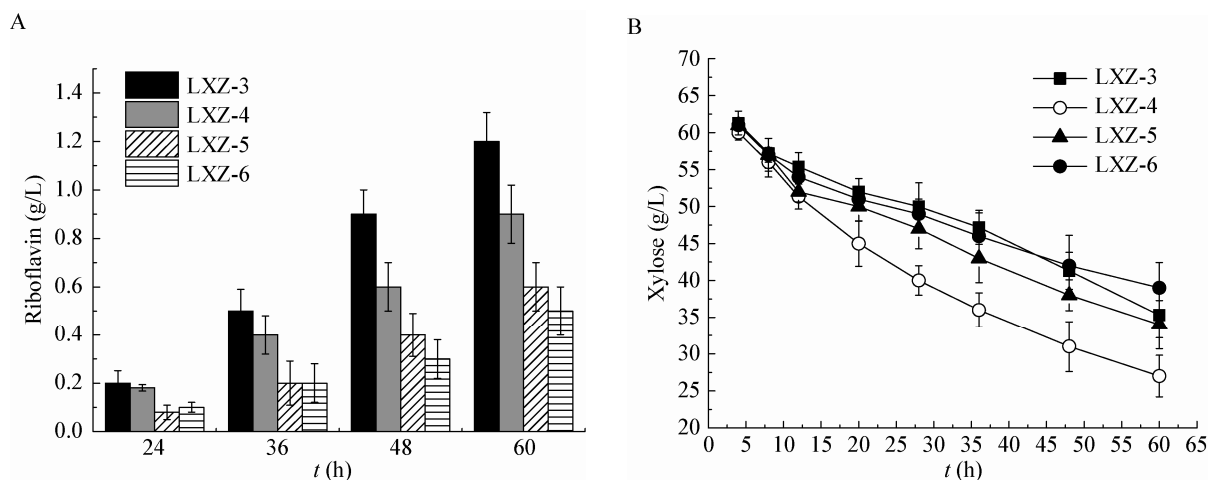 A
Riboflavin (g/L)
1.4
1.2
1.0
0.8
0.6
0.4
0.2
0.0
LXZ-3
LXZ-4
LXZ-5
LXZ-6
24 36 48 60
t (h)
B
Xylose (g/L)
70
65
60
55
50
45
40
35
30
25
20
LXZ-3
LXZ-4
LXZ-5
LXZ-6
0 5 10 15 20 25 30 35 40 45 50 55 60 65
t (h)